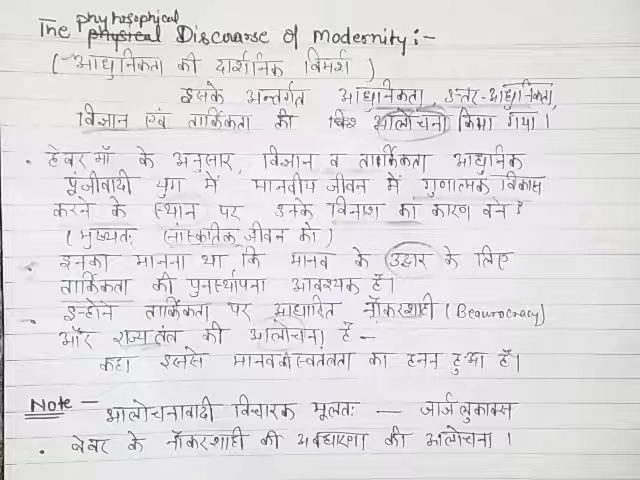 The phylosophical Discourse of Modernity :-
(आधुनिकता की दार्शनिक विमर्श)
इसके अन्तर्गत आधुनिकता, उत्तर-आधुनिकता,
विज्ञान एवं तार्किकता की आलोचना किया गया।
हेबर मॉ के अनुसार, विज्ञान व तार्किकता आधुनिक
पूंजीवादी युग में मानवीय जीवन में गुणात्मक विकास
करने के स्थान पर उनके विनाश का कारण बने।
(मुख्यतः सांस्कृतिक जीवन को)
इनका मानना था कि मानव के उद्धार के लिए
तार्किकता की पुनर्स्थापना आवश्यक है।
इन्होने तार्किकता पर आधारित नौकरशाही (Beaurocracy)
और राज्यतंत्र की आलोचना है -
कहा इससे मानव की स्वतंत्रता का हनन हुआ है।
Note - आलोचनावादी विचारक मूलतः - जार्ज लुकाक्स
• वेबर के नौकरशाही की अवधारणा की आलोचना।